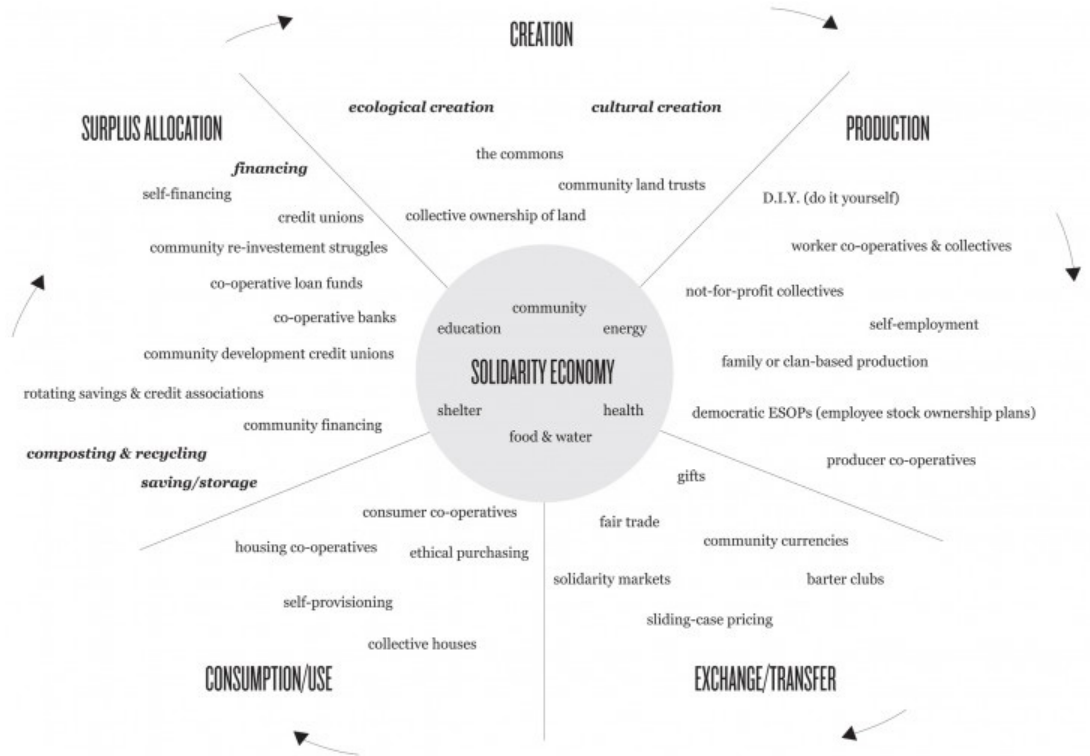 CREATION
ecological creation
cultural creation
the commons
community land trusts
collective ownership of land
PRODUCTION
D.I.Y. (do it yourself)
worker co-operatives & collectives
not-for-profit collectives
self-employment
family or clan-based production
democratic ESOPs (employee stock ownership plans)
producer co-operatives
gifts
fair trade
community currencies
solidarity markets
barter clubs
sliding-case pricing
EXCHANGE/TRANSFER
consumer co-operatives
housing co-operatives
ethical purchasing
self-provisioning
collective houses
CONSUMPTION/USE
SURPLUS ALLOCATION
financing
self-financing
credit unions
community re-investement struggles
co-operative loan funds
co-operative banks
community development credit unions
rotating savings & credit associations
community financing
composting & recycling
saving/storage
community
education
energy
SOLIDARITY ECONOMY
shelter
health
food & water